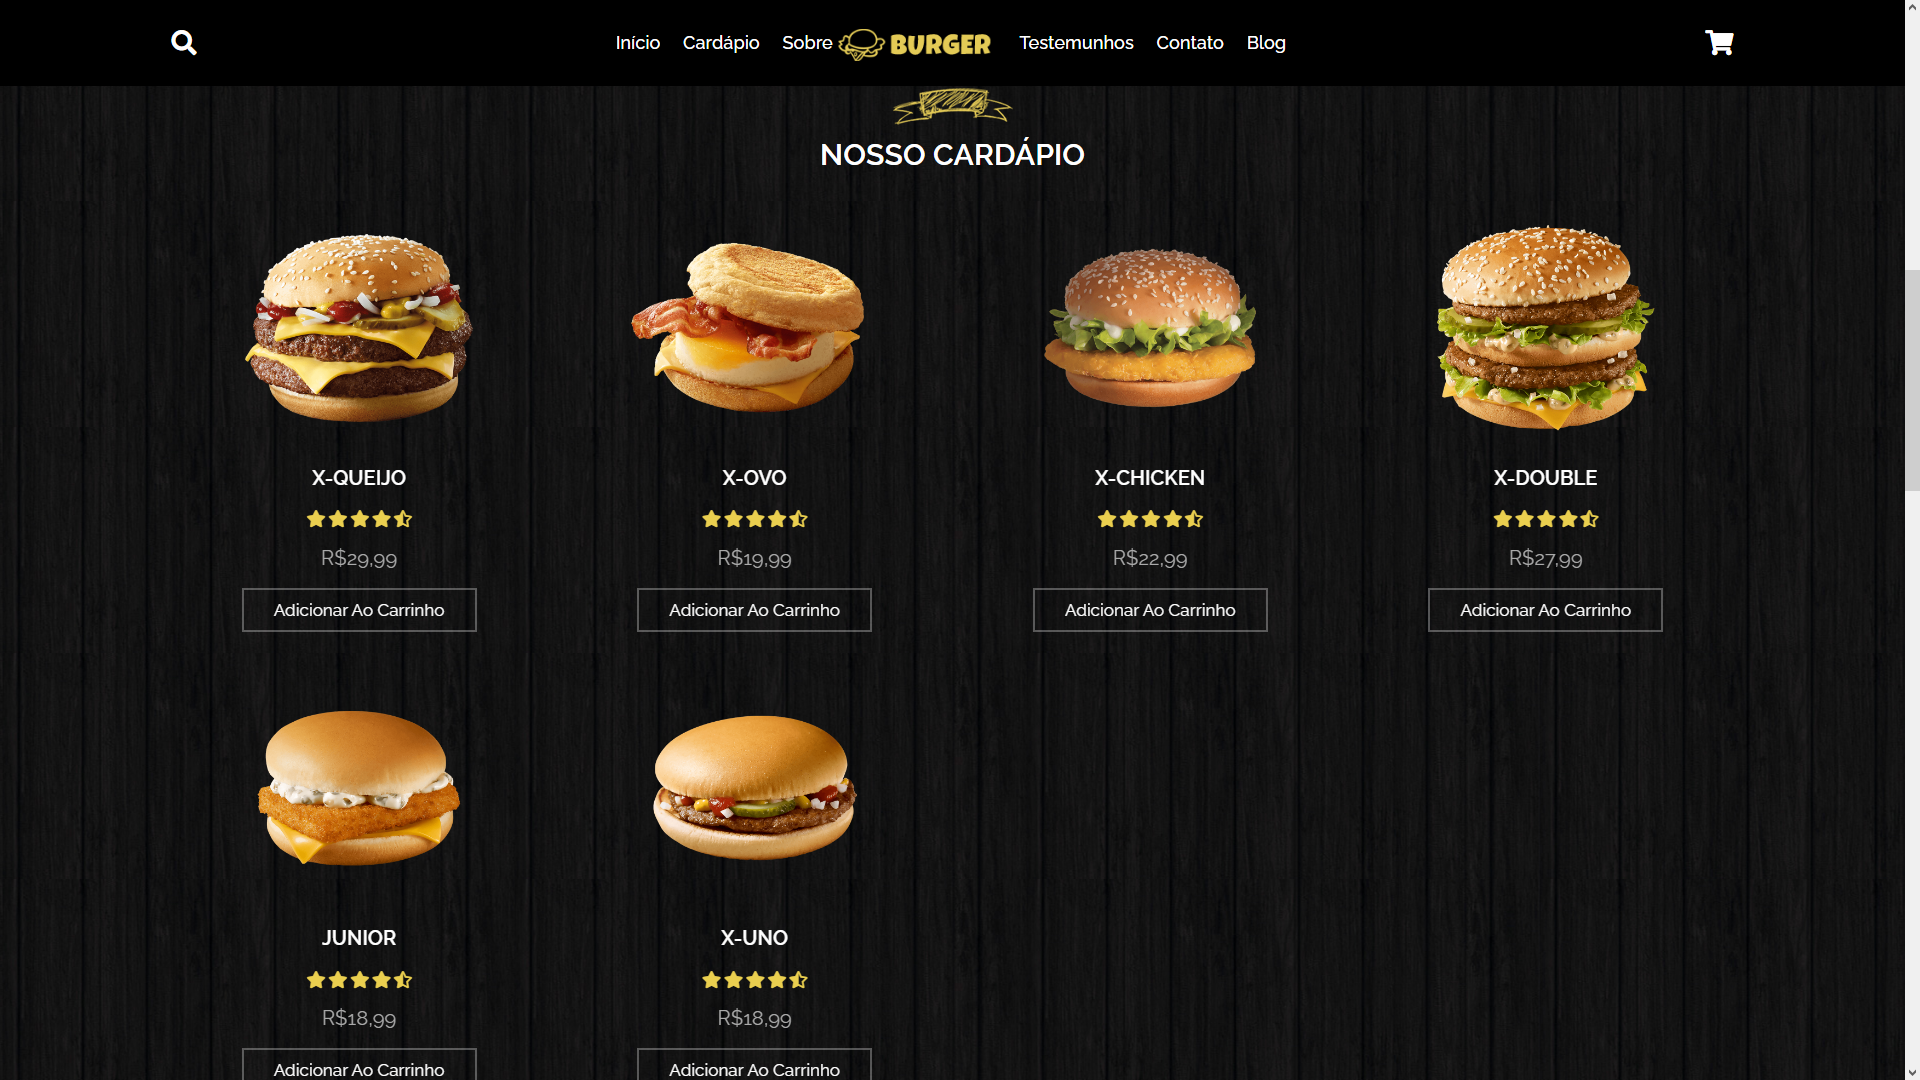 Início Cardápio Sobre BURGER Testemunhos Contato Blog
NOSSO CARDÁPIO
X-QUEIJO X-OVO X-CHICKEN X-DOUBLE
R$29,99 R$19,99 R$22,99 R$27,99
Adicionar Ao Carrinho Adicionar Ao Carrinho Adicionar Ao Carrinho Adicionar Ao Carrinho
JUNIOR X-UNO
R$18,99 R$18,99
Adicionar Ao Carrinho Adicionar Ao Carrinho